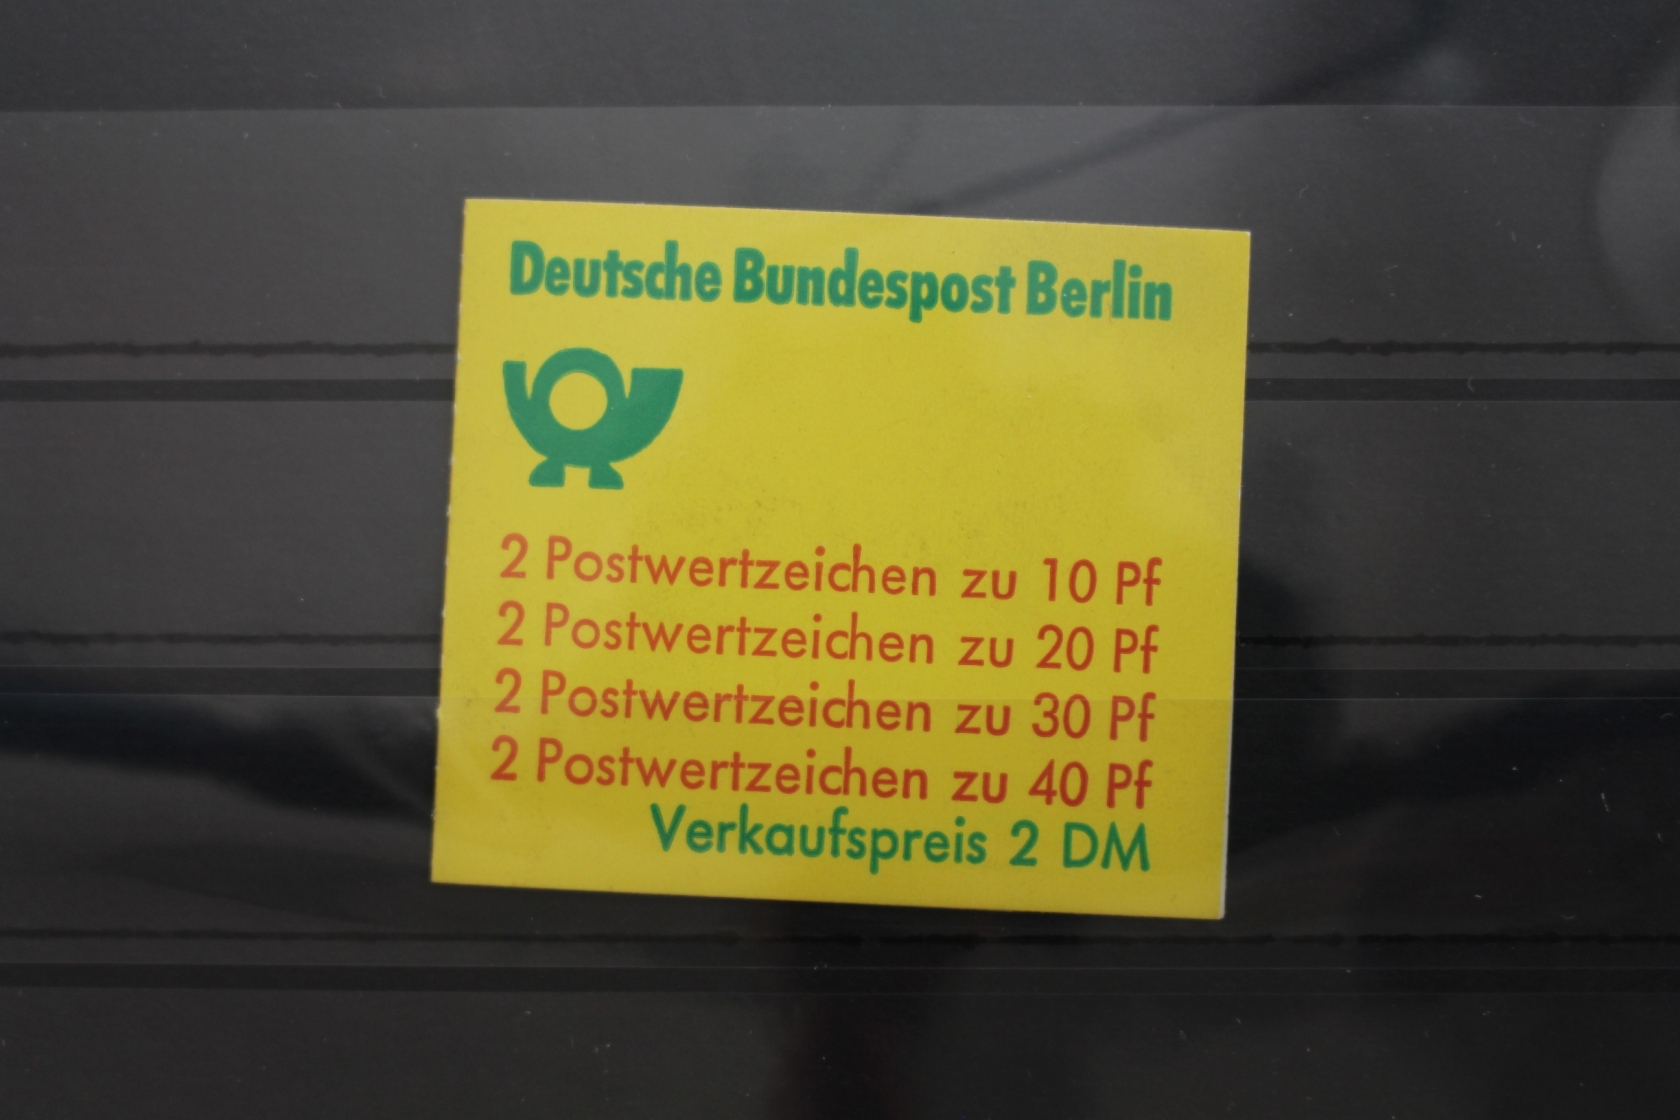 Deutsche Bundespost Berlin
2 Postwertzeichen zu 10 Pf
2 Postwertzeichen zu 20 Pf
2 Postwertzeichen zu 30 Pf
2 Postwertzeichen zu 40 Pf
Verkaufspreis 2 DM